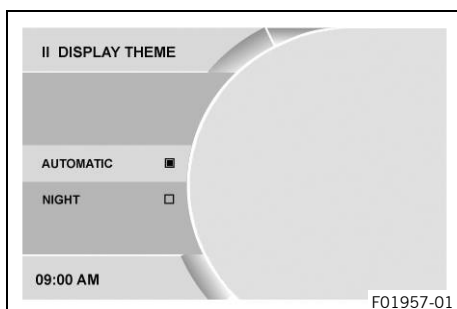 II DISPLAY THEME
AUTOMATIC
NIGHT
09:00 AM
F01957-01